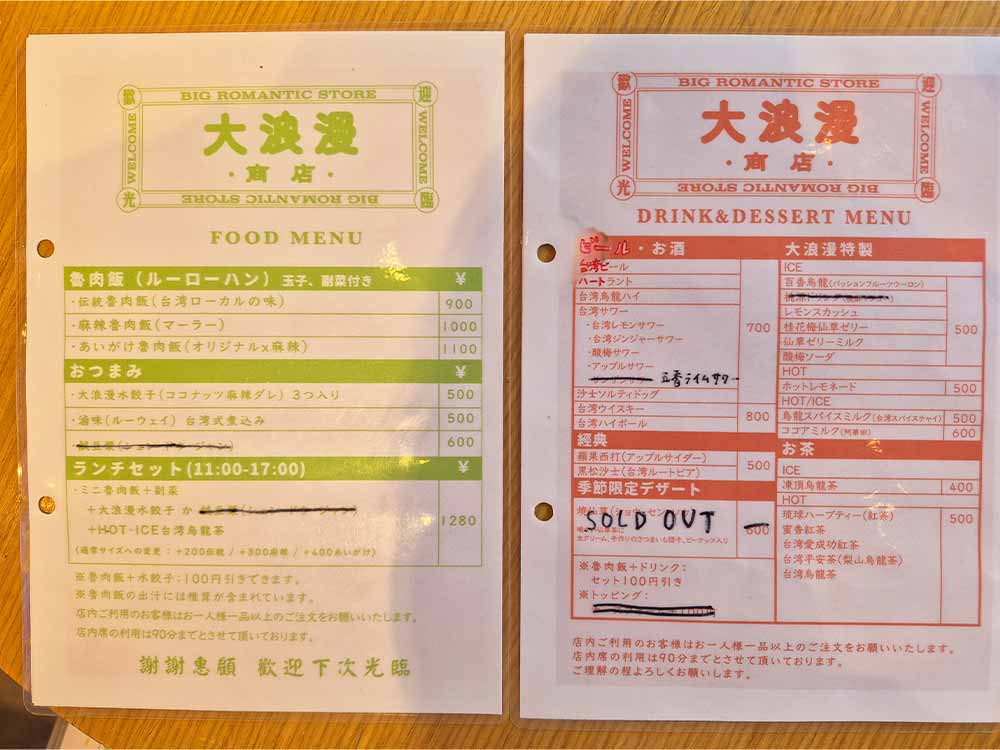 BIG ROMANTIC STORE
歡 迎
WELCOME 大浪漫 WELCOME
・商店・
光 臨
BIG ROMANTIC STORE
FOOD MENU
魯肉飯(ルーローハン) 玉子、副菜付き ¥
・伝統魯肉飯(台湾ローカルの味) 900
・麻辣魯肉飯(マーラー) 1000
・あいがけ魯肉飯(オリジナルx麻辣) 1100
おつまみ ¥
・大浪漫水餃子(ココナッツ麻辣ダレ) 3つ入り 500
・滷味(ルーウェイ) 台湾式煮込み 500
600
ランチセット(11:00-17:00) ¥
・ミニ魯肉飯+副菜
+大浪漫水餃子 か
+HOT・ICE台湾烏龍茶 1280
(通常サイズへの変更:+200伝統 / +300麻辣 / +400あいがけ)
※魯肉飯+水餃子:100円引きできます。
※魯肉飯の出汁には椎茸が含まれています。
店内ご利用のお客様はお一人様一品以上のご注文をお願いいたします。
店内席の利用は90分までとさせて頂いております。
謝謝惠顧 歡迎下次光臨
BIG ROMANTIC STORE
歡 迎
WELCOME 大浪漫 WELCOME
・商店・
光 臨
BIG ROMANTIC STORE
DRINK&DESSERT MENU
ビール・お酒
台湾ビール
ハートラント
台湾烏龍ハイ
台湾サワー
・台湾レモンサワー 700
・台湾ジンジャーサワー
・酸梅サワー
・アップルサワー
五香ライムサワー
沙士ソルティドッグ
台湾ウイスキー
台湾ハイボール 800
経典
蘋果西打(アップルサイダー)
黒松沙士(台湾ルートビア) 500
季節限定デザート
SOLD OUT
600
※魯肉飯+ドリンク:
セット100円引き
※トッピング:
大浪漫特製
ICE
百香烏龍(パッションフルーツウーロン)
レモンスカッシュ
桂花梅仙草ゼリー 500
仙草ゼリーミルク
酸梅ソーダ
HOT
ホットレモネード 500
HOT/ICE
烏龍スパイスミルク(台湾スパイスチャイ) 500
ココアミルク(阿華田) 600
お茶
ICE
凍頂烏龍茶 400
HOT
琉球ハーブティー(紅茶) 500
蜜香紅茶
台湾愛成功紅茶
台湾平安茶(梨山烏龍茶)
台湾烏龍茶
店内ご利用のお客様はお一人様一品以上のご注文をお願いいたします。
店内席の利用は90分までとさせて頂いております。
ご理解の程よろしくお願いします。